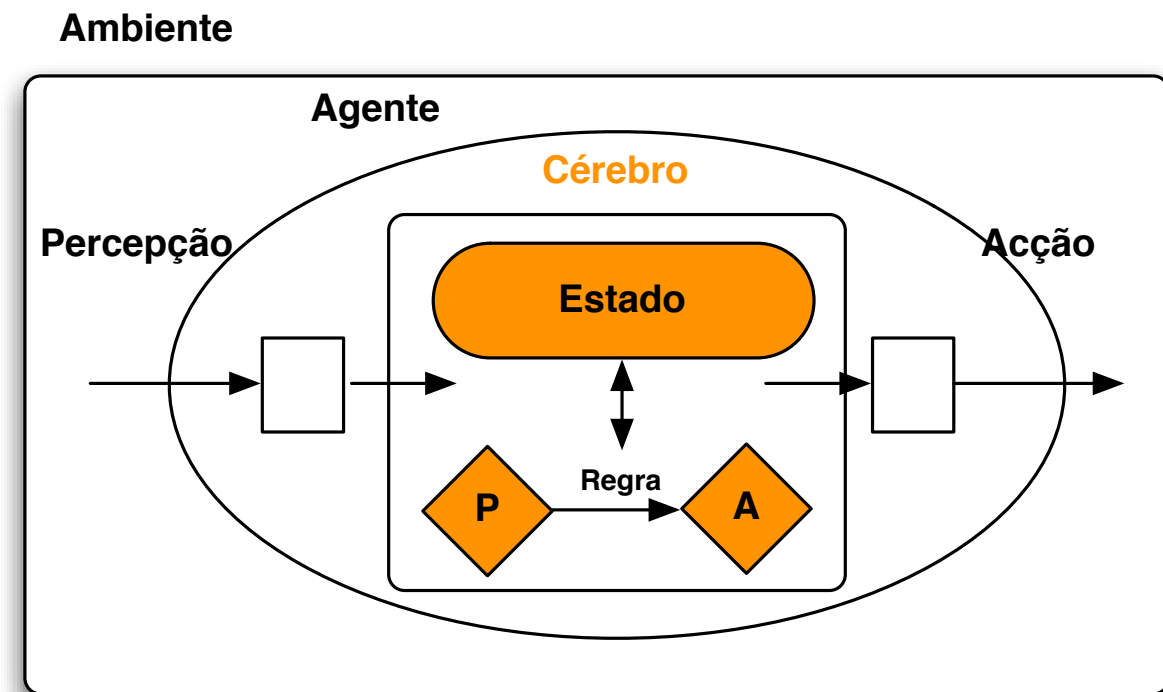 Ambiente
Agente
Cérebro
Percepção
Acção
Estado
Regra
P
A